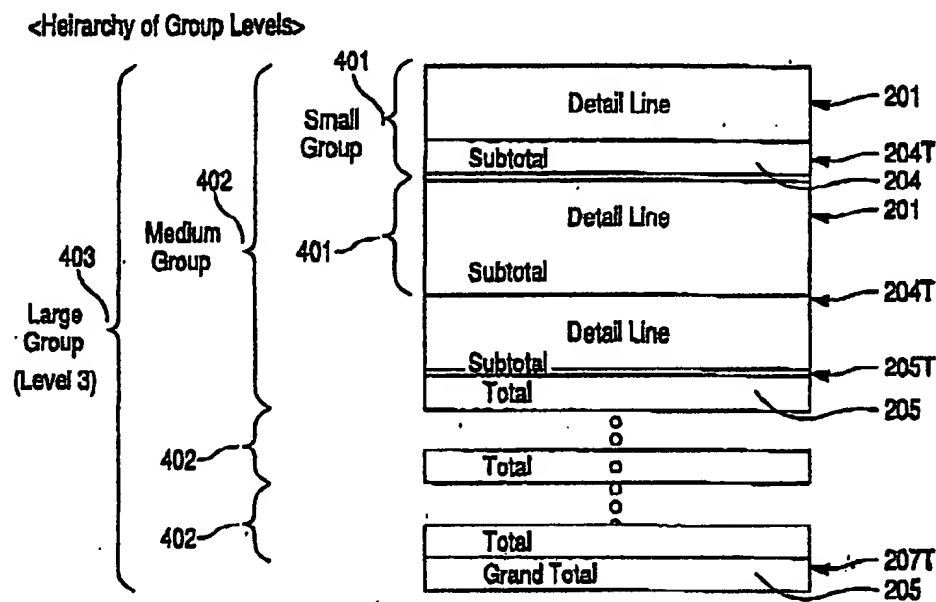 <Heirarchy of Group Levels>
401
Small
Group
Detail Line
201
Subtotal
204T
204
402
Medium
Group
401
Detail Line
201
Subtotal
204T
403
Large
Group
(Level 3)
Detail Line
Subtotal
205T
Total
205
402
Total
402
Total
207T
Grand Total
205